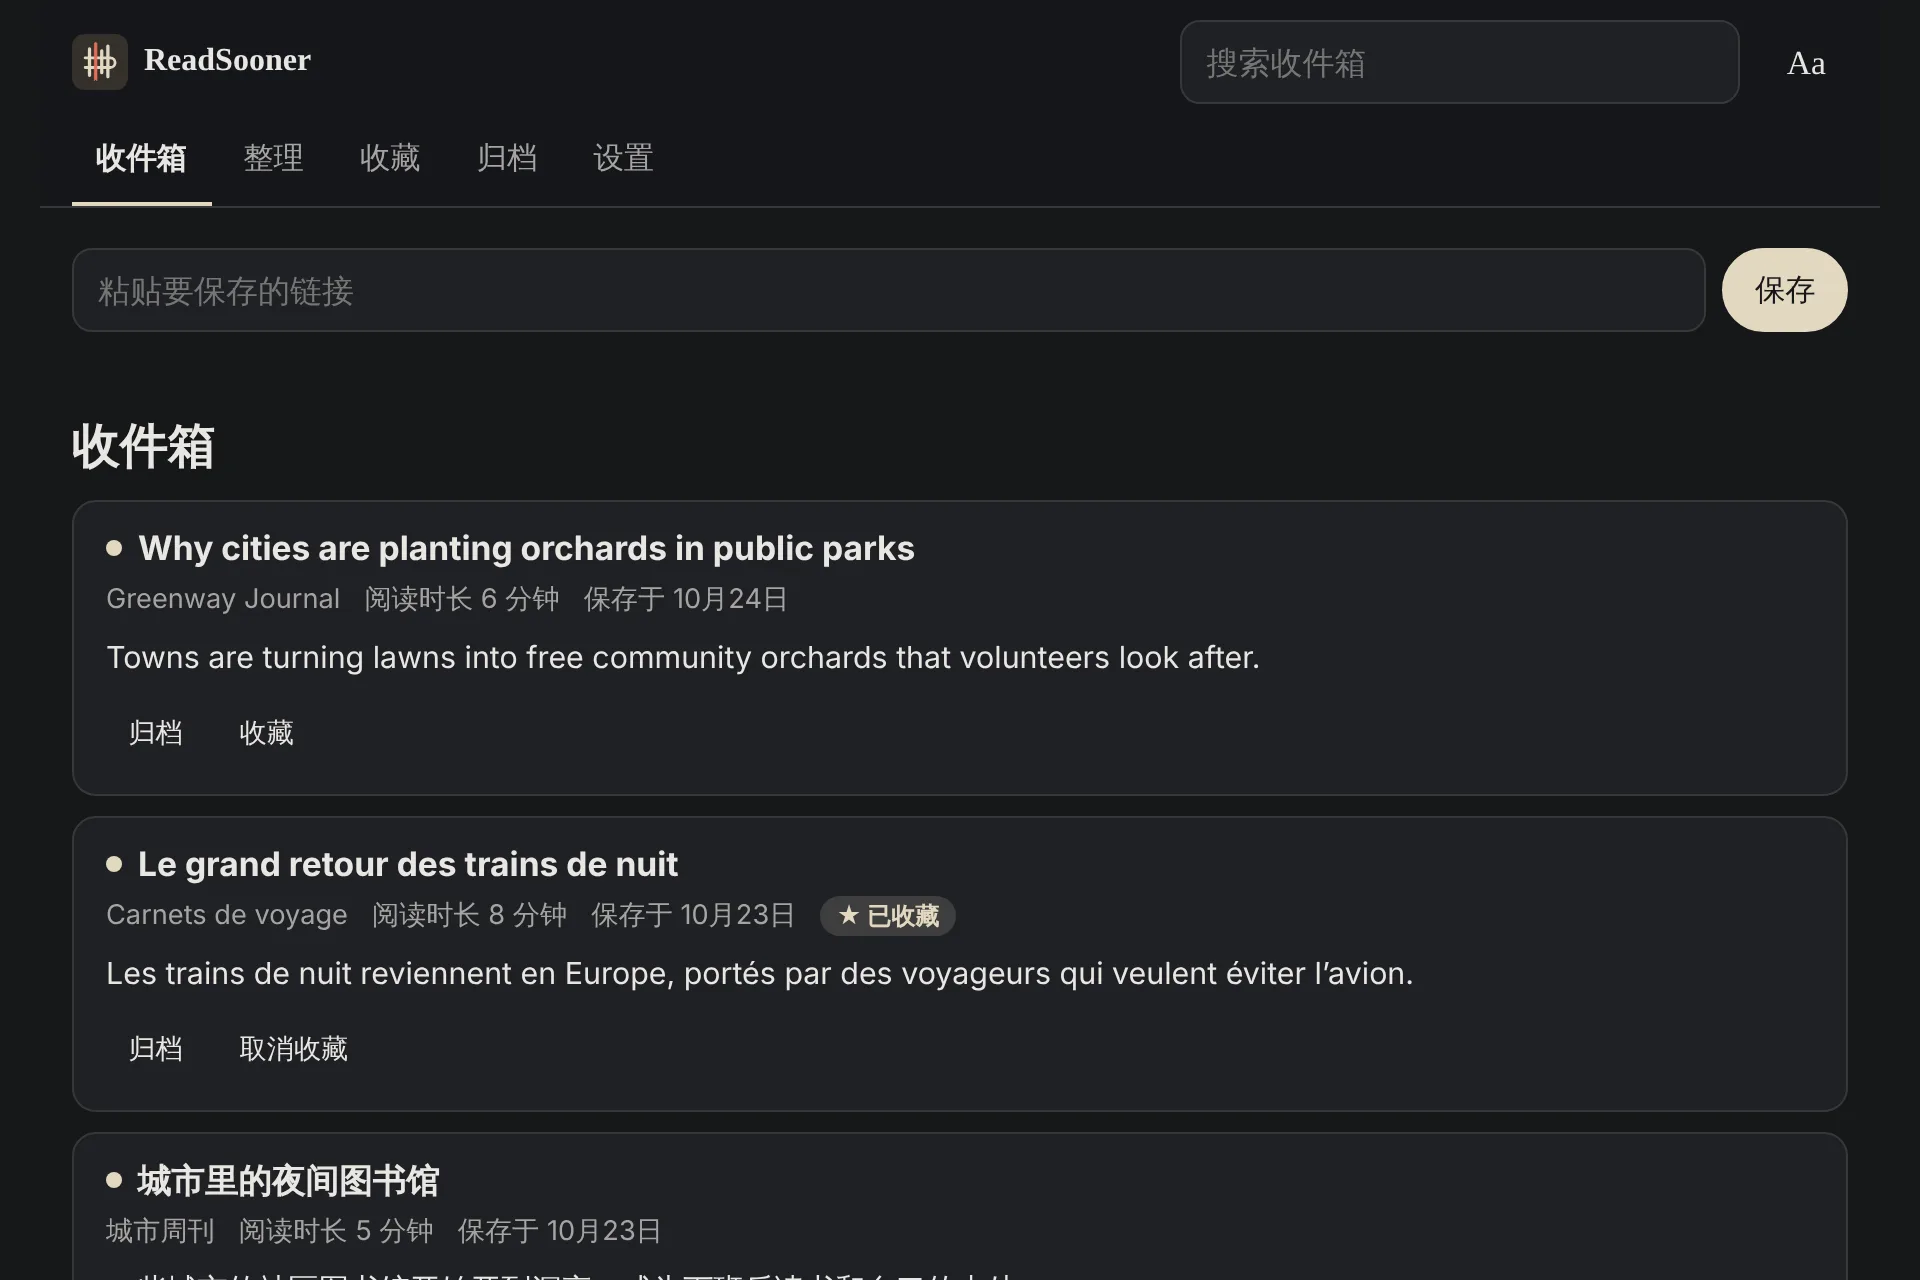 ReadSooner
搜索收件箱
Aa
收件箱 整理 收藏 归档 设置
粘贴要保存的链接
保存
收件箱
Why cities are planting orchards in public parks
Greenway Journal 阅读时长 6 分钟 保存于 10月24日
Towns are turning lawns into free community orchards that volunteers look after.
归档 收藏
Le grand retour des trains de nuit
Carnets de voyage 阅读时长 8 分钟 保存于 10月23日 ★ 已收藏
Les trains de nuit reviennent en Europe, portés par des voyageurs qui veulent éviter l’avion.
归档 取消收藏
城市里的夜间图书馆
城市周刊 阅读时长 5 分钟 保存于 10月23日